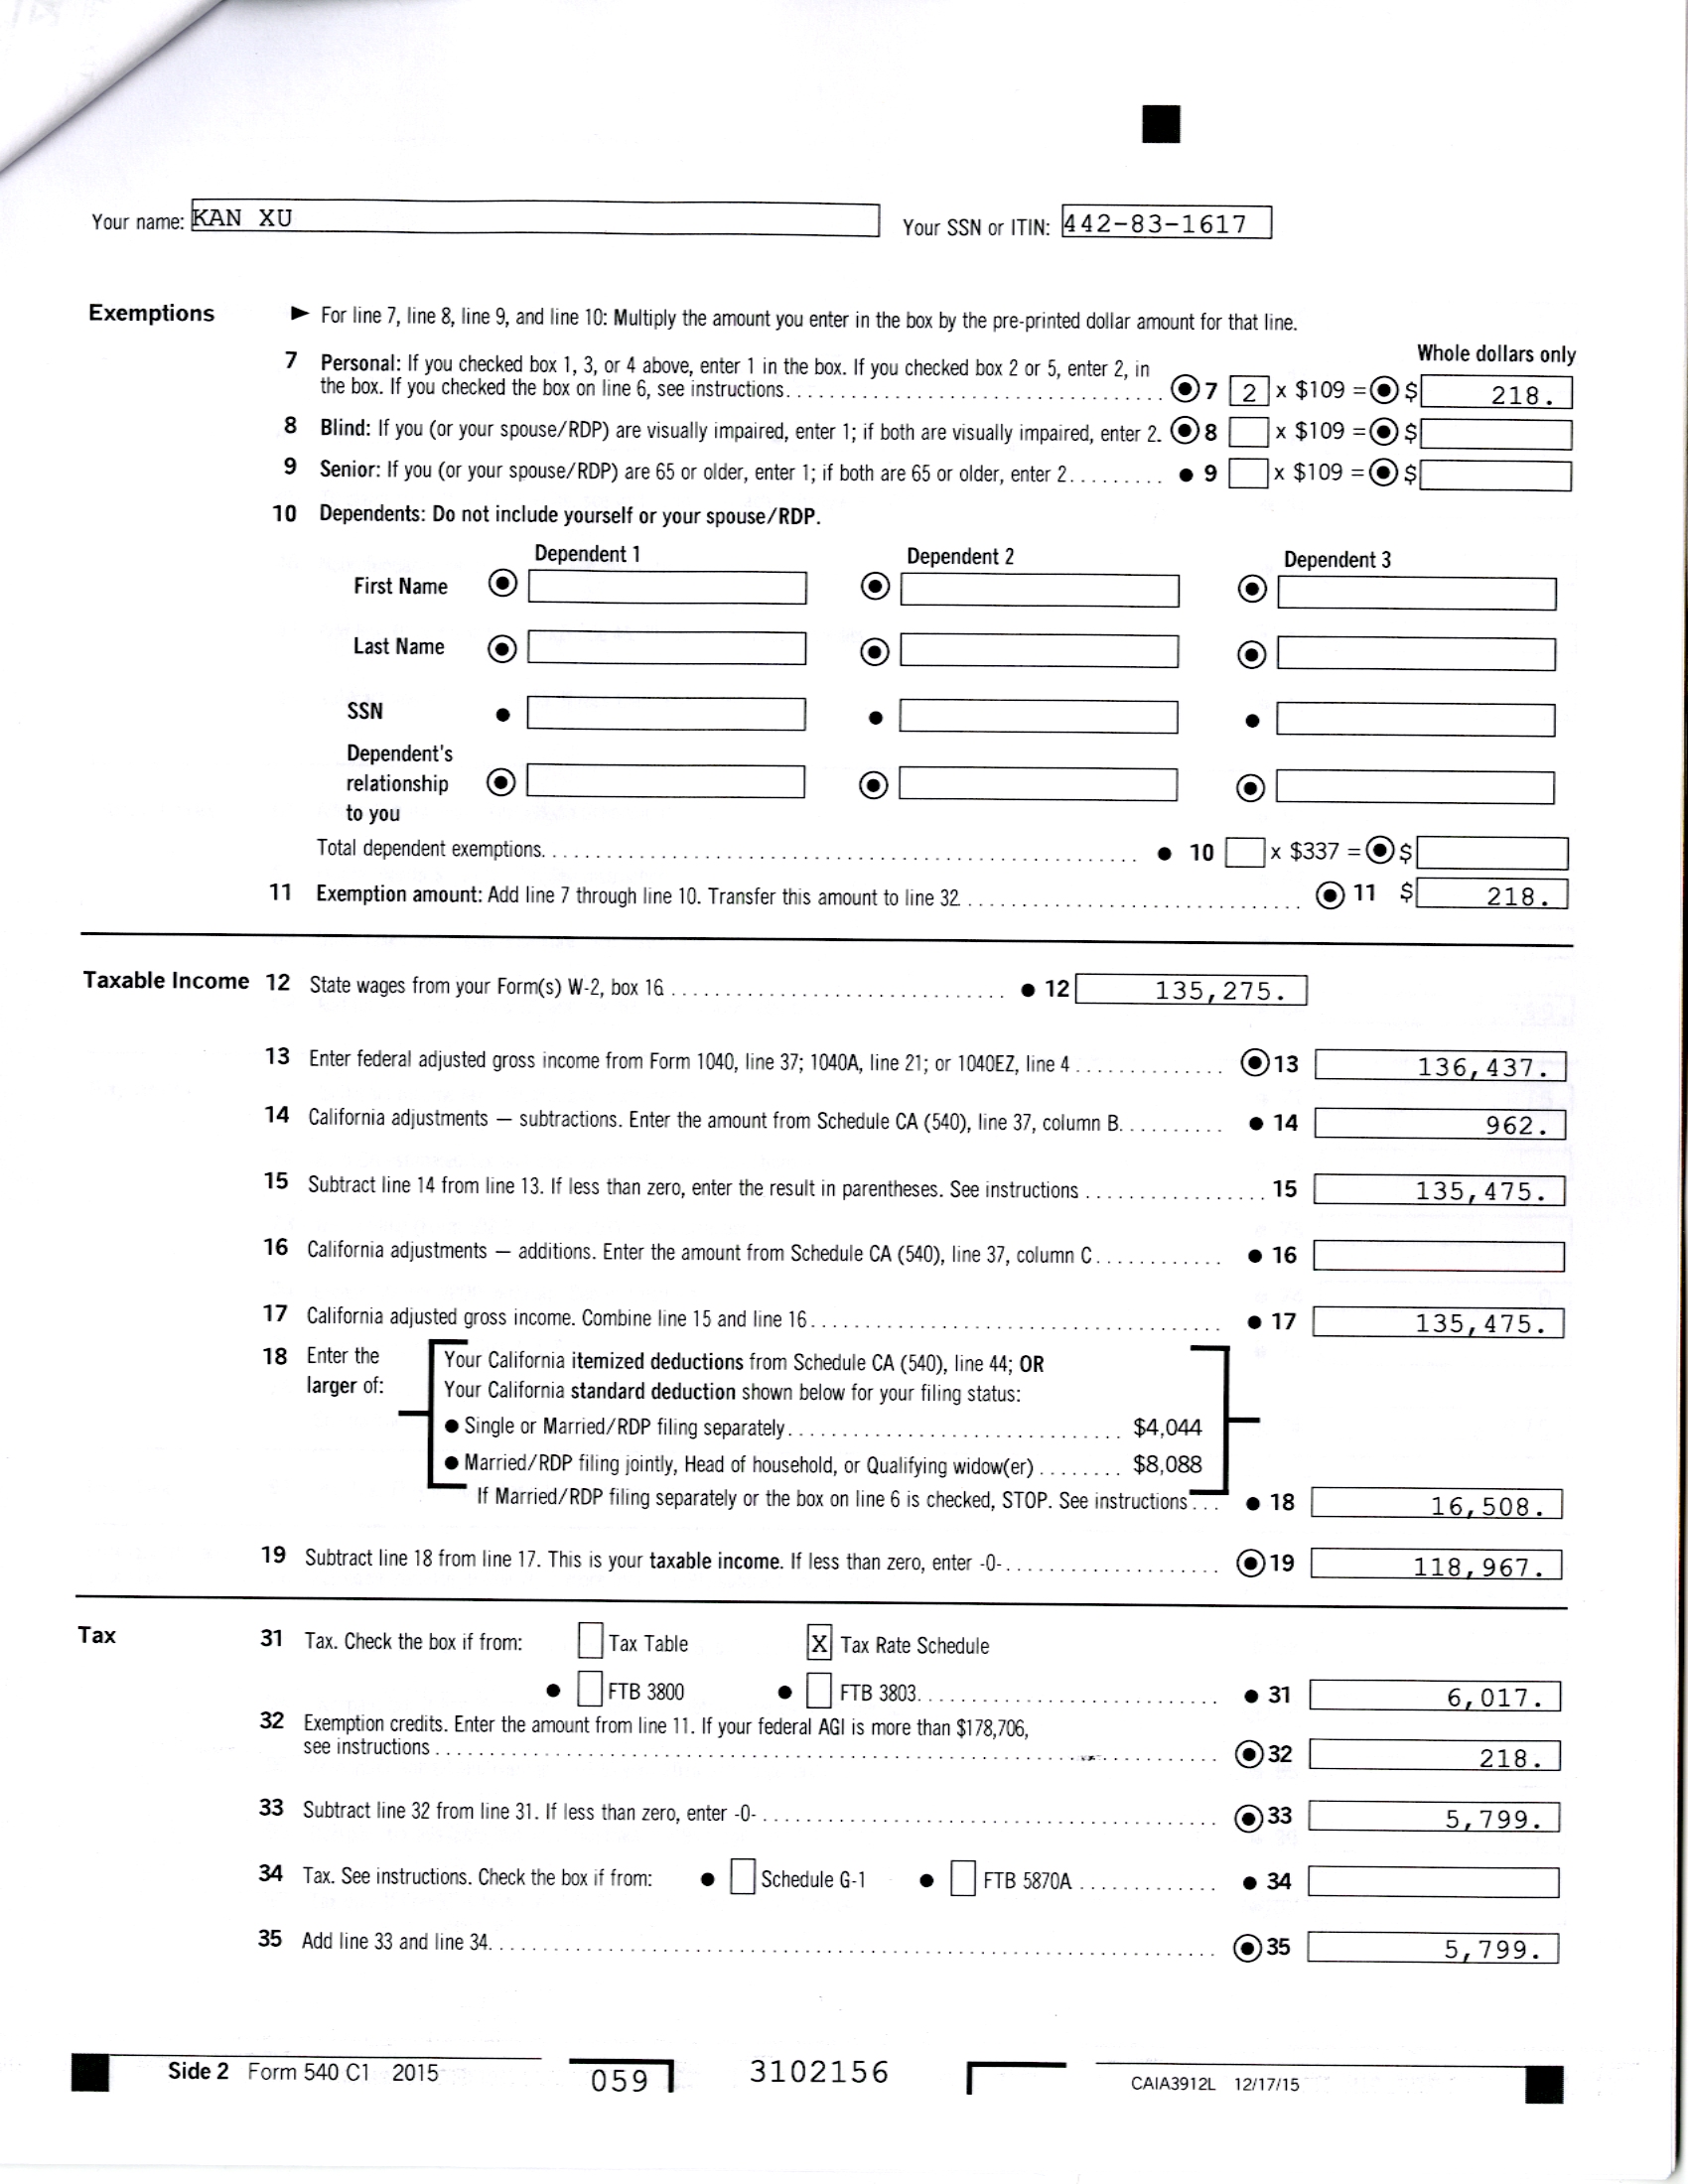 Your name: KAN XU Your SSN or ITIN: 442-83-1617
Exemptions ► For line 7, line 8, line 9, and line 10: Multiply the amount you enter in the box by the pre-printed dollar amount for that line.
Whole dollars only
7 Personal: If you checked box 1, 3, or 4 above, enter 1 in the box. If you checked box 2 or 5, enter 2, in
the box. If you checked the box on line 6, see instructions. 7 2 x $109 = $ 218.
8 Blind: If you (or your spouse/RDP) are visually impaired, enter 1; if both are visually impaired, enter 2. 8 x $109 = $
9 Senior: If you (or your spouse/RDP) are 65 or older, enter 1; if both are 65 or older, enter 2. ● 9 x $109 = $
10 Dependents: Do not include yourself or your spouse/RDP.
Dependent 1 Dependent 2 Dependent 3
First Name
Last Name
SSN
Dependent's
relationship
to you
Total dependent exemptions. ● 10 x $337 = $
11 Exemption amount: Add line 7 through line 10. Transfer this amount to line 32. 11 $ 218.
Taxable Income 12 State wages from your Form(s) W-2, box 16. ● 12 135,275.
13 Enter federal adjusted gross income from Form 1040, line 37; 1040A, line 21; or 1040EZ, line 4. 13 136,437.
14 California adjustments — subtractions. Enter the amount from Schedule CA (540), line 37, column B. ● 14 962.
15 Subtract line 14 from line 13. If less than zero, enter the result in parentheses. See instructions. 15 135,475.
16 California adjustments — additions. Enter the amount from Schedule CA (540), line 37, column C. ● 16
17 California adjusted gross income. Combine line 15 and line 16. ● 17 135,475.
18 Enter the larger of: Your California itemized deductions from Schedule CA (540), line 44; OR
Your California standard deduction shown below for your filing status:
● Single or Married/RDP filing separately. $4,044
● Married/RDP filing jointly, Head of household, or Qualifying widow(er). $8,088
If Married/RDP filing separately or the box on line 6 is checked, STOP. See instructions. ● 18 16,508.
19 Subtract line 18 from line 17. This is your taxable income. If less than zero, enter -0-. 19 118,967.
Tax 31 Tax. Check the box if from: Tax Table X Tax Rate Schedule
● FTB 3800 ● FTB 3803. ● 31 6,017.
32 Exemption credits. Enter the amount from line 11. If your federal AGI is more than $178,706,
see instructions. 32 218.
33 Subtract line 32 from line 31. If less than zero, enter -0-. 33 5,799.
34 Tax. See instructions. Check the box if from: ● Schedule G-1 ● FTB 5870A. ● 34
35 Add line 33 and line 34. 35 5,799.
Side 2 Form 540 C1 2015 059 3102156 CAIA3912L 12/17/15